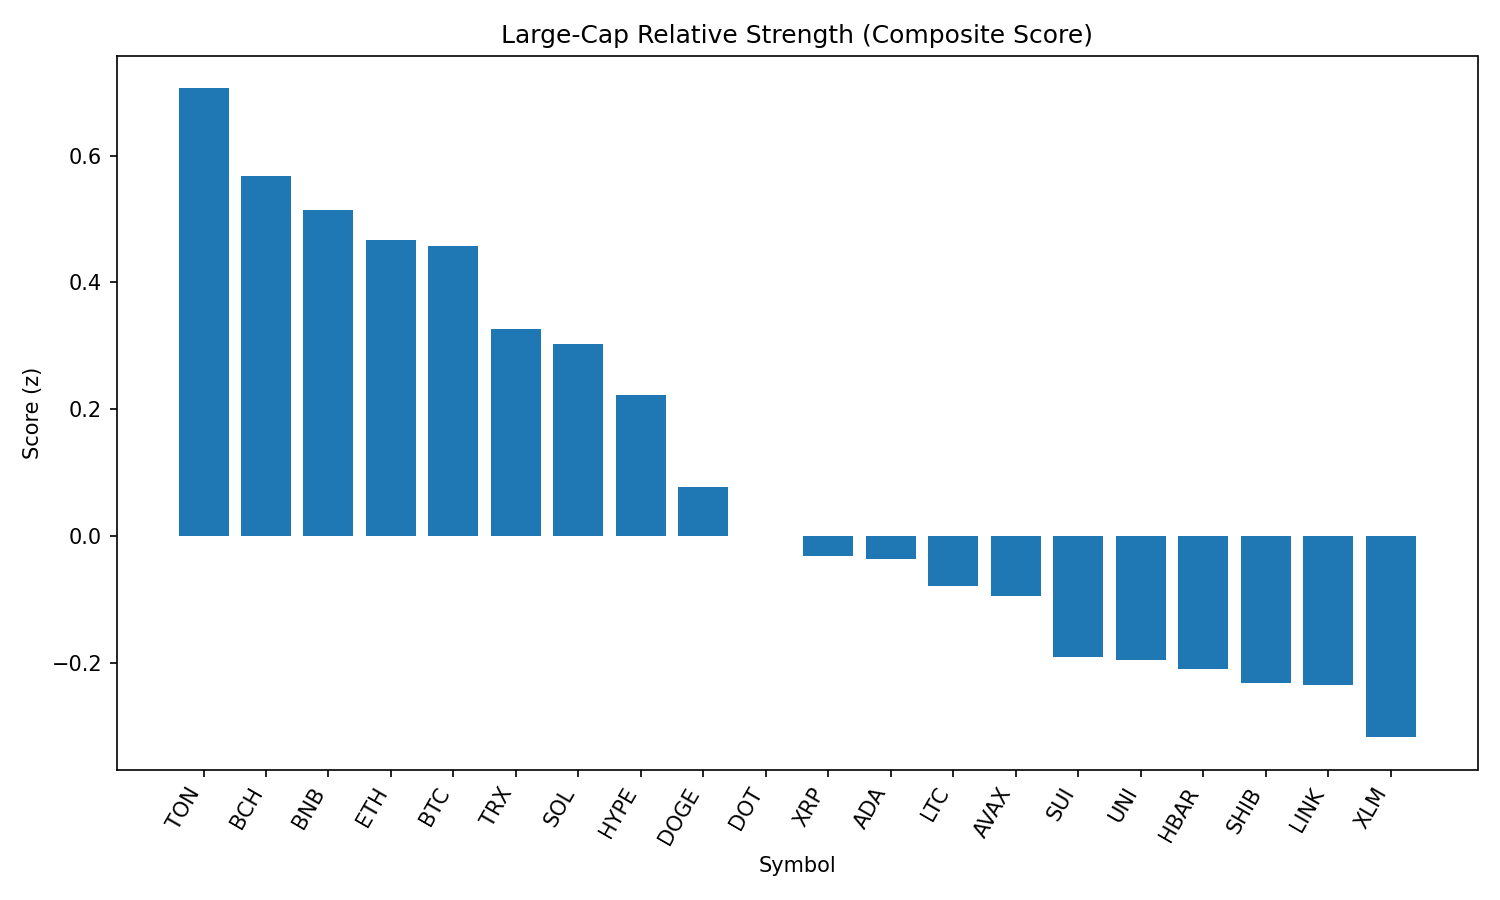 Large-Cap Relative Strength (Composite Score)
Score (z)
0.6
0.4
0.2
0.0
−0.2
TON
BCH
BNB
ETH
BTC
TRX
SOL
HYPE
DOGE
DOT
XRP
ADA
LTC
AVAX
SUI
UNI
HBAR
SHIB
LINK
XLM
Symbol